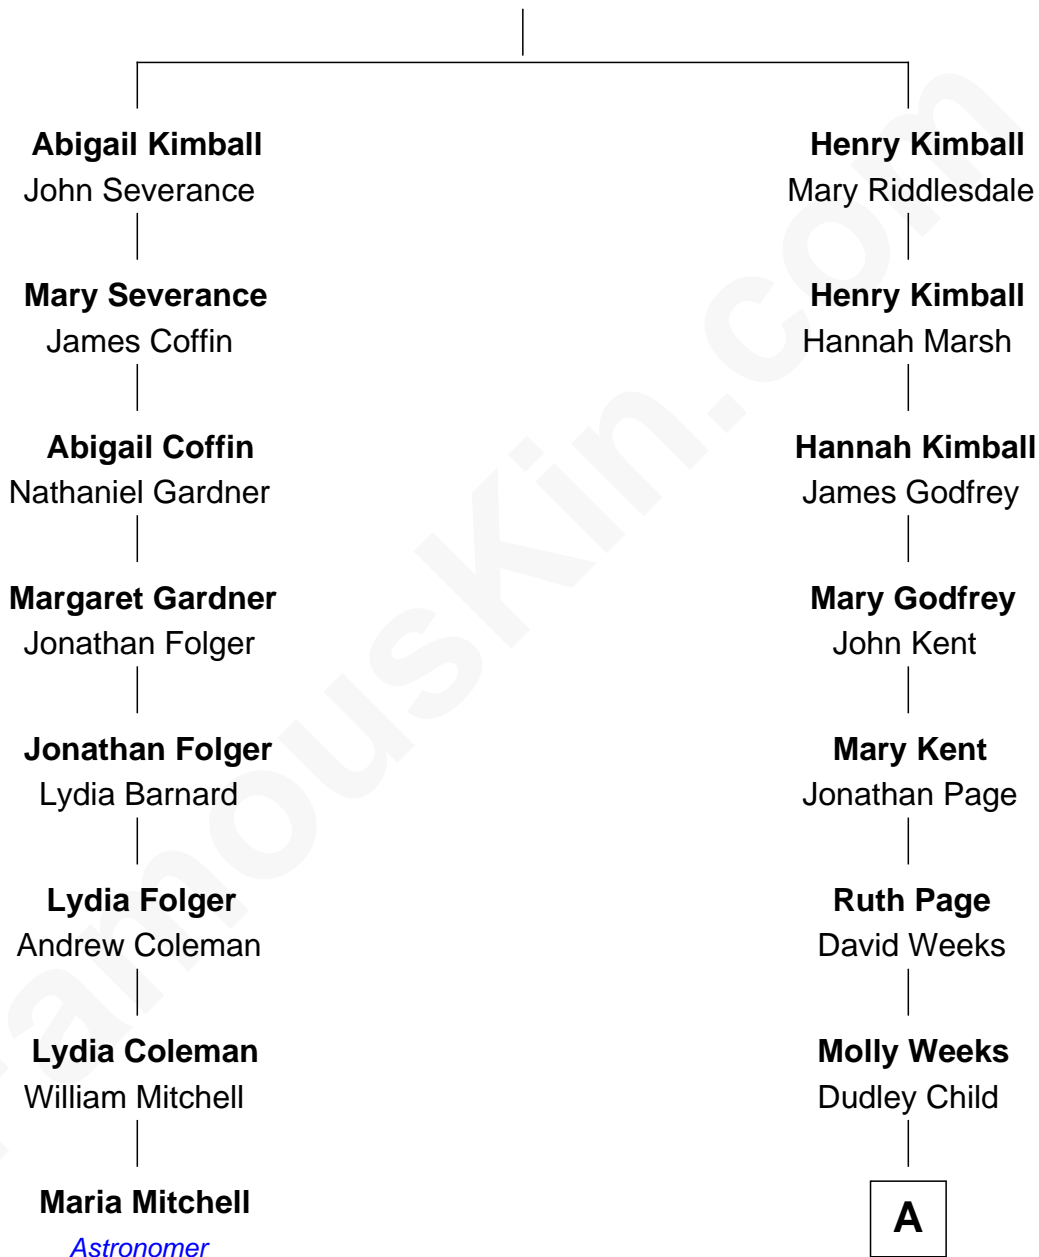 Abigail Kimball
John Severance
Henry Kimball
Mary Riddlesdale
Mary Severance
James Coffin
Henry Kimball
Hannah Marsh
Abigail Coffin
Nathaniel Gardner
Hannah Kimball
James Godfrey
Margaret Gardner
Jonathan Folger
Mary Godfrey
John Kent
Jonathan Folger
Lydia Barnard
Mary Kent
Jonathan Page
Lydia Folger
Andrew Coleman
Ruth Page
David Weeks
Lydia Coleman
William Mitchell
Molly Weeks
Dudley Child
Maria Mitchell
Astronomer
A
FamousKin.com